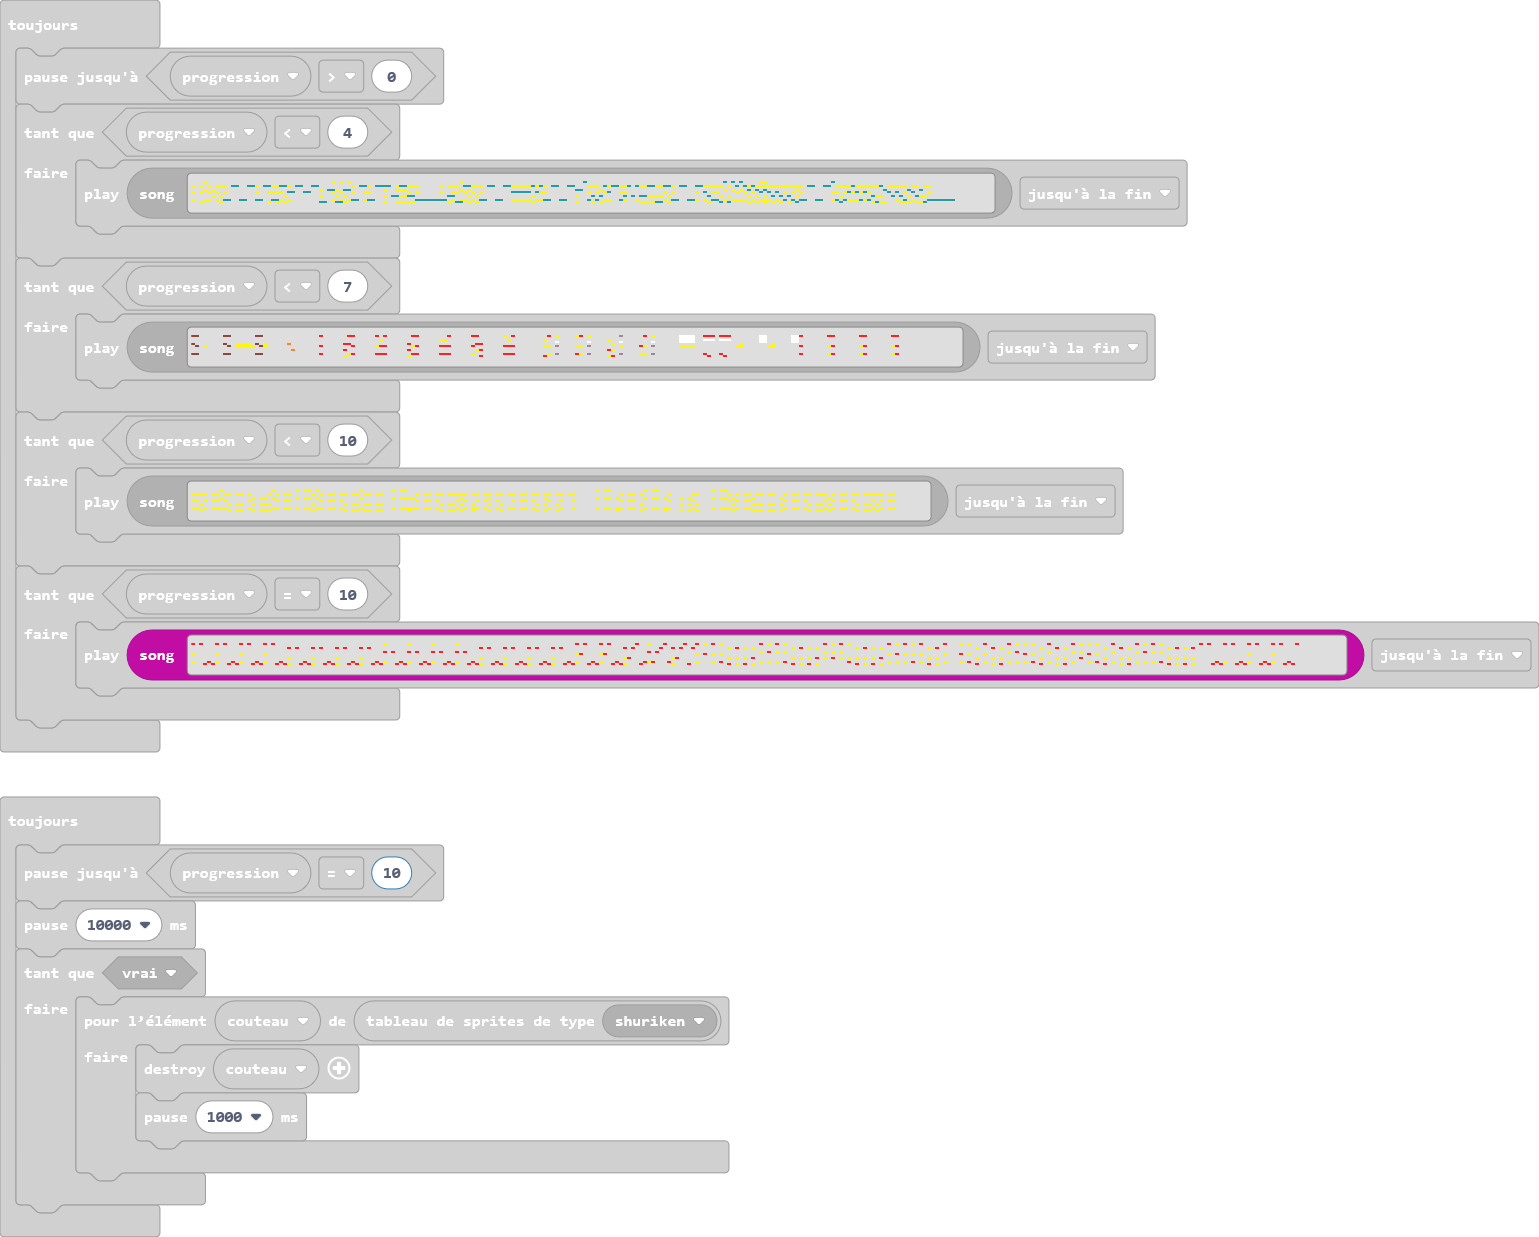 toujours
pause jusqu'à progression > 0
tant que progression < 4
faire play song jusqu'à la fin
tant que progression < 7
faire play song jusqu'à la fin
tant que progression < 10
faire play song jusqu'à la fin
tant que progression = 10
faire play song jusqu'à la fin
toujours
pause jusqu'à progression = 10
pause 10000 ms
tant que vrai
faire pour l'élément couteau de tableau de sprites de type shuriken
faire destroy couteau
pause 1000 ms